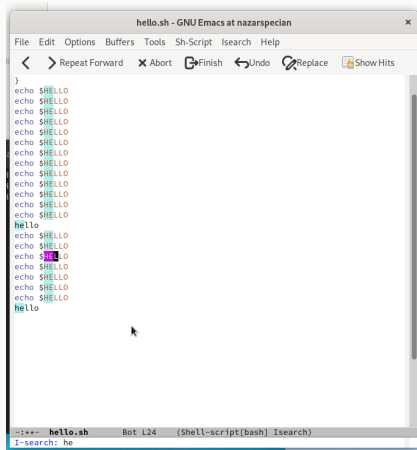 hello.sh - GNU Emacs at nazarspecian
File Edit Options Buffers Tools Sh-Script Isearch Help
Repeat Forward Abort Finish Undo Replace Show Hits
}
echo $HELLO
echo $HELLO
echo $HELLO
echo $HELLO
echo $HELLO
echo $HELLO
echo $HELLO
echo $HELLO
echo $HELLO
echo $HELLO
echo $HELLO
echo $HELLO
echo $HELLO
hello
echo $HELLO
echo $HELLO
echo $HELLO
echo $HELLO
echo $HELLO
echo $HELLO
echo $HELLO
hello
-:**- hello.sh Bot L24 (Shell-script[bash] Isearch)
I-search: he